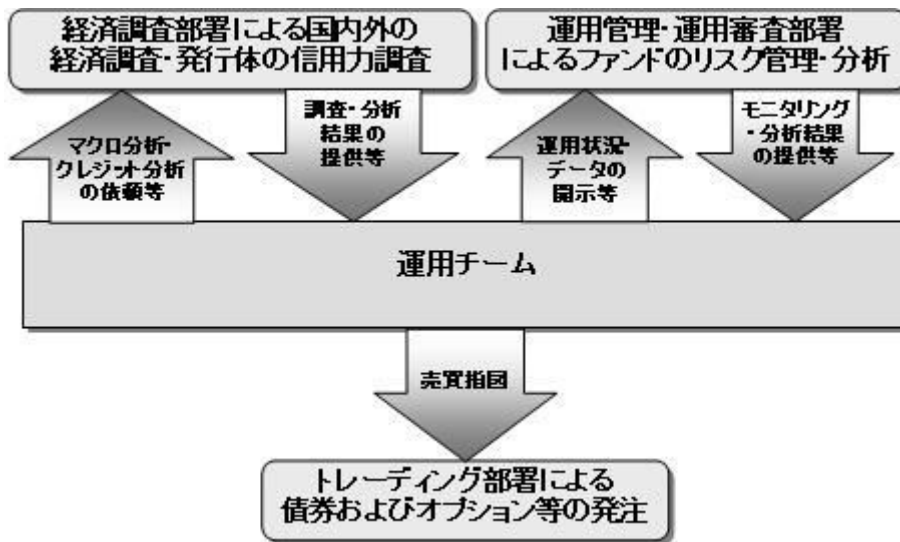 経済調査部署による国内外の
経済調査・発行体の信用力調査
運用管理・運用審査部署
によるファンドのリスク管理・分析
マクロ分析・
クレジット分析
の依頼等
調査・分析
結果の
提供等
運用状況・
データの
開示等
モニタリング
・分析結果
の提供等
運用チーム
売買指図
トレーディング部署による
債券およびオプション等の発注